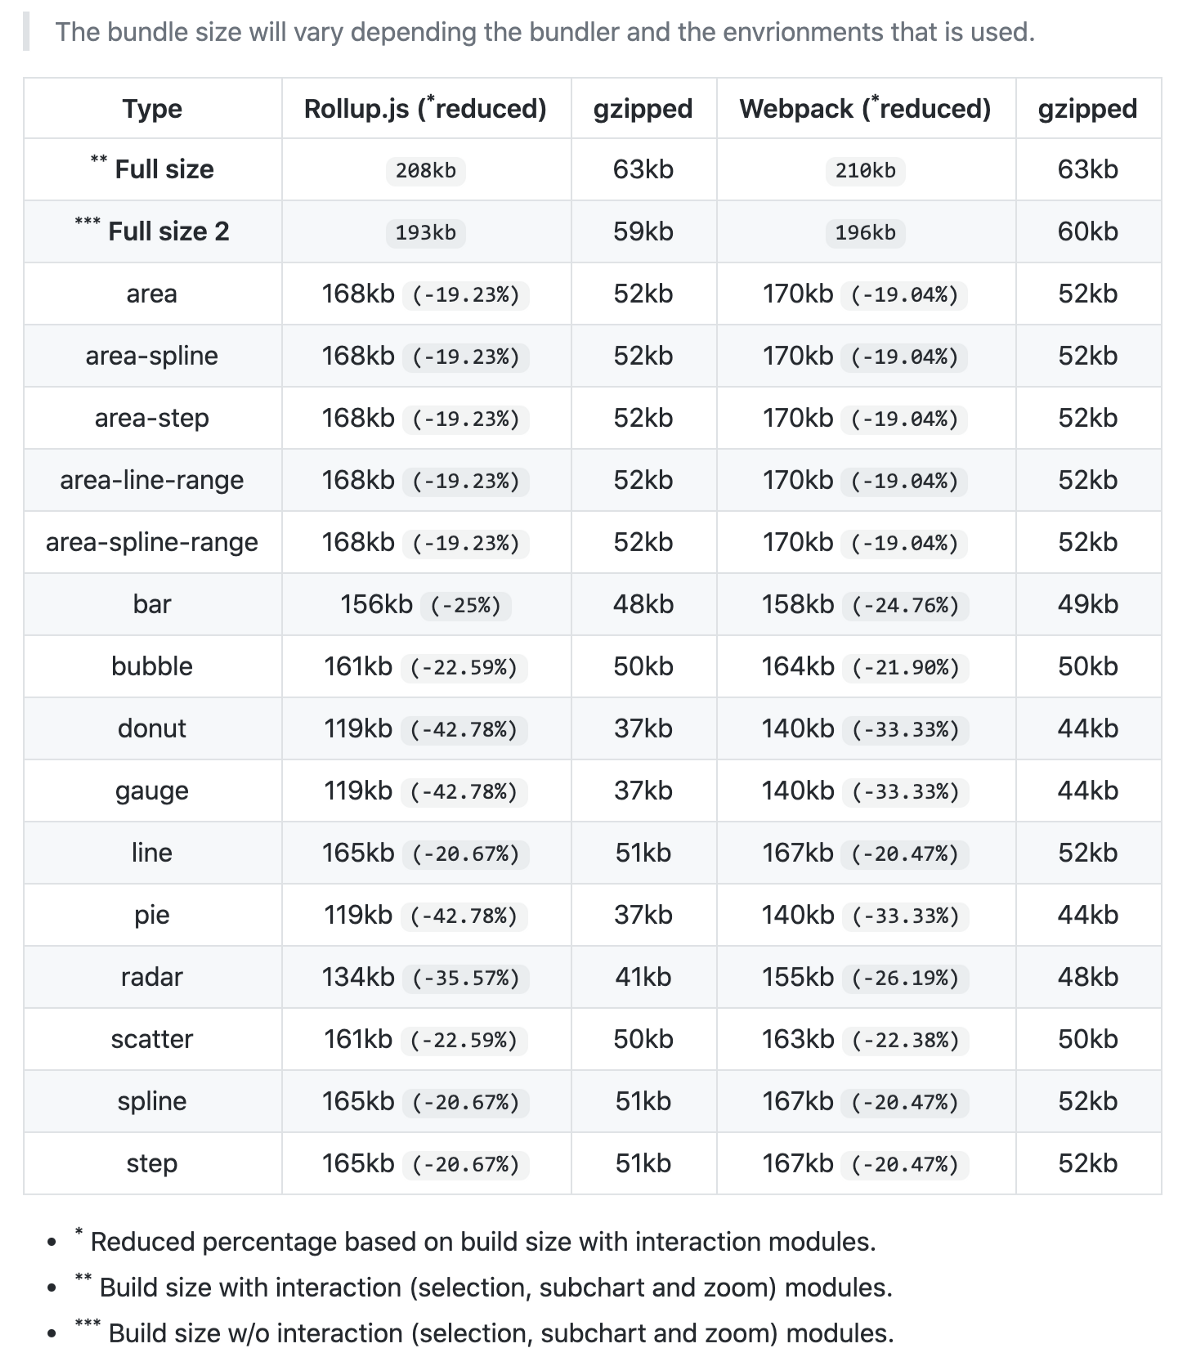 The bundle size will vary depending the bundler and the envrionments that is used.
Type Rollup.js (*reduced) gzipped Webpack (*reduced) gzipped
** Full size 208kb 63kb 210kb 63kb
*** Full size 2 193kb 59kb 196kb 60kb
area 168kb (-19.23%) 52kb 170kb (-19.04%) 52kb
area-spline 168kb (-19.23%) 52kb 170kb (-19.04%) 52kb
area-step 168kb (-19.23%) 52kb 170kb (-19.04%) 52kb
area-line-range 168kb (-19.23%) 52kb 170kb (-19.04%) 52kb
area-spline-range 168kb (-19.23%) 52kb 170kb (-19.04%) 52kb
bar 156kb (-25%) 48kb 158kb (-24.76%) 49kb
bubble 161kb (-22.59%) 50kb 164kb (-21.90%) 50kb
donut 119kb (-42.78%) 37kb 140kb (-33.33%) 44kb
gauge 119kb (-42.78%) 37kb 140kb (-33.33%) 44kb
line 165kb (-20.67%) 51kb 167kb (-20.47%) 52kb
pie 119kb (-42.78%) 37kb 140kb (-33.33%) 44kb
radar 134kb (-35.57%) 41kb 155kb (-26.19%) 48kb
scatter 161kb (-22.59%) 50kb 163kb (-22.38%) 50kb
spline 165kb (-20.67%) 51kb 167kb (-20.47%) 52kb
step 165kb (-20.67%) 51kb 167kb (-20.47%) 52kb
• * Reduced percentage based on build size with interaction modules.
• ** Build size with interaction (selection, subchart and zoom) modules.
• *** Build size w/o interaction (selection, subchart and zoom) modules.